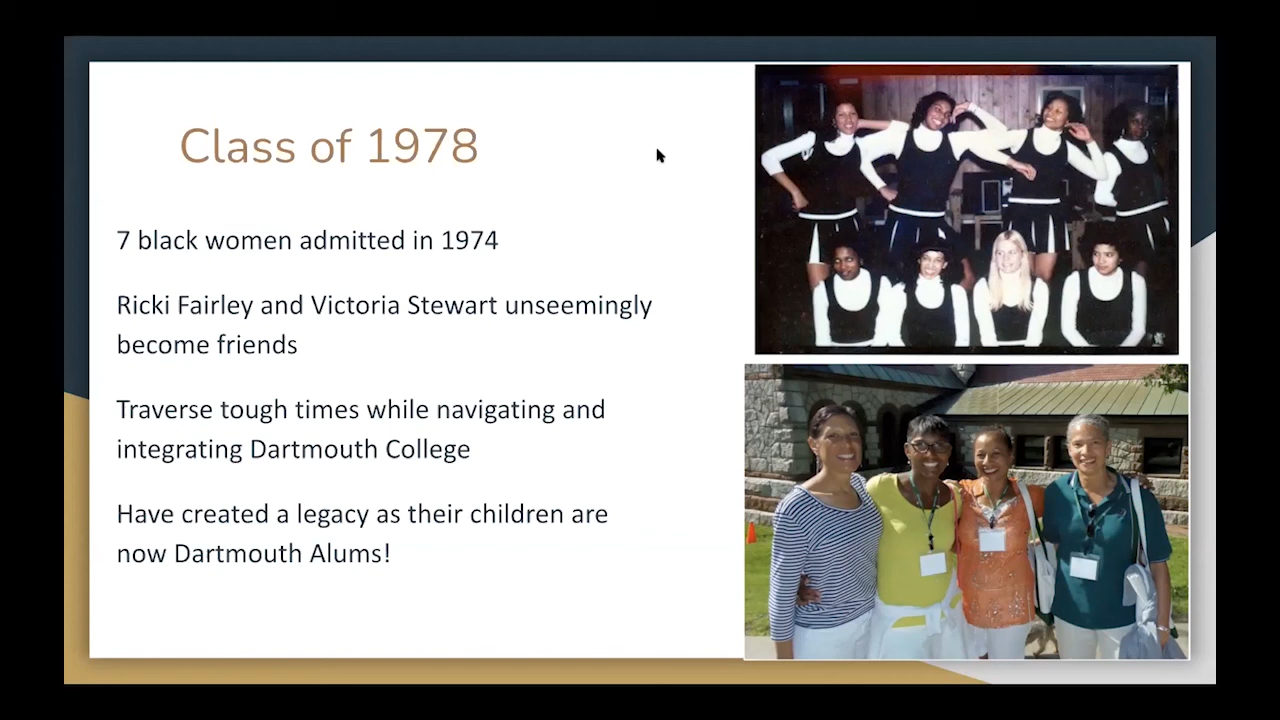 Class of 1978
7 black women admitted in 1974
Ricki Fairley and Victoria Stewart unseemingly
become friends
Traverse tough times while navigating and
integrating Dartmouth College
Have created a legacy as their children are
now Dartmouth Alums!